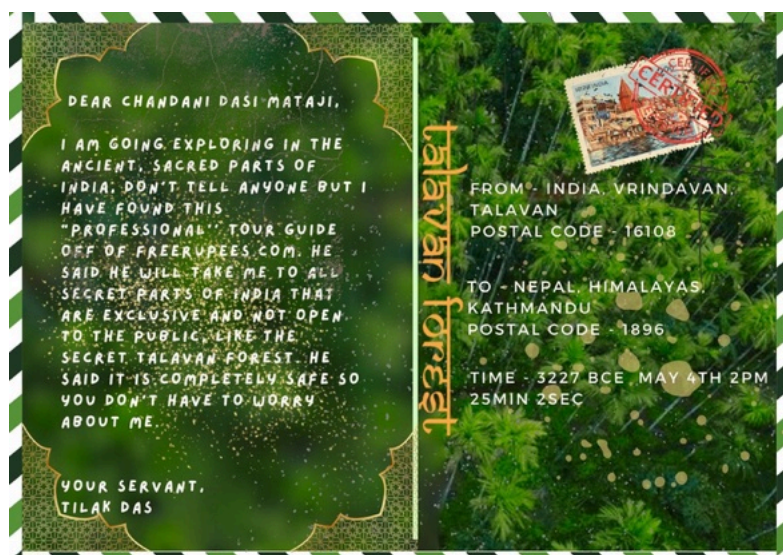 DEAR CHANDANI DASI MATAJI,
I AM GOING EXPLORING IN THE
ANCIENT, SACRED PARTS OF
INDIA. DON'T TELL ANYONE BUT I
HAVE FOUND THIS
"PROFESSIONAL" TOUR GUIDE
OFF OF FREERUPEES.COM. HE
SAID HE WILL TAKE ME TO ALL
SECRET PARTS OF INDIA THAT
ARE EXCLUSIVE AND NOT OPEN
TO THE PUBLIC, LIKE THE
SECRET TALAVAN FOREST. HE
SAID IT IS COMPLETELY SAFE SO
YOU DON'T HAVE TO WORRY
ABOUT ME.
YOUR SERVANT,
TILAK DAS
talavan forest
CERTIFIED
FROM - INDIA, VRINDAVAN,
TALAVAN
POSTAL CODE - 16108
TO - NEPAL, HIMALAYAS,
KATHMANDU
POSTAL CODE - 1896
TIME - 3227 BCE MAY 4TH 2PM
25MIN 2SEC